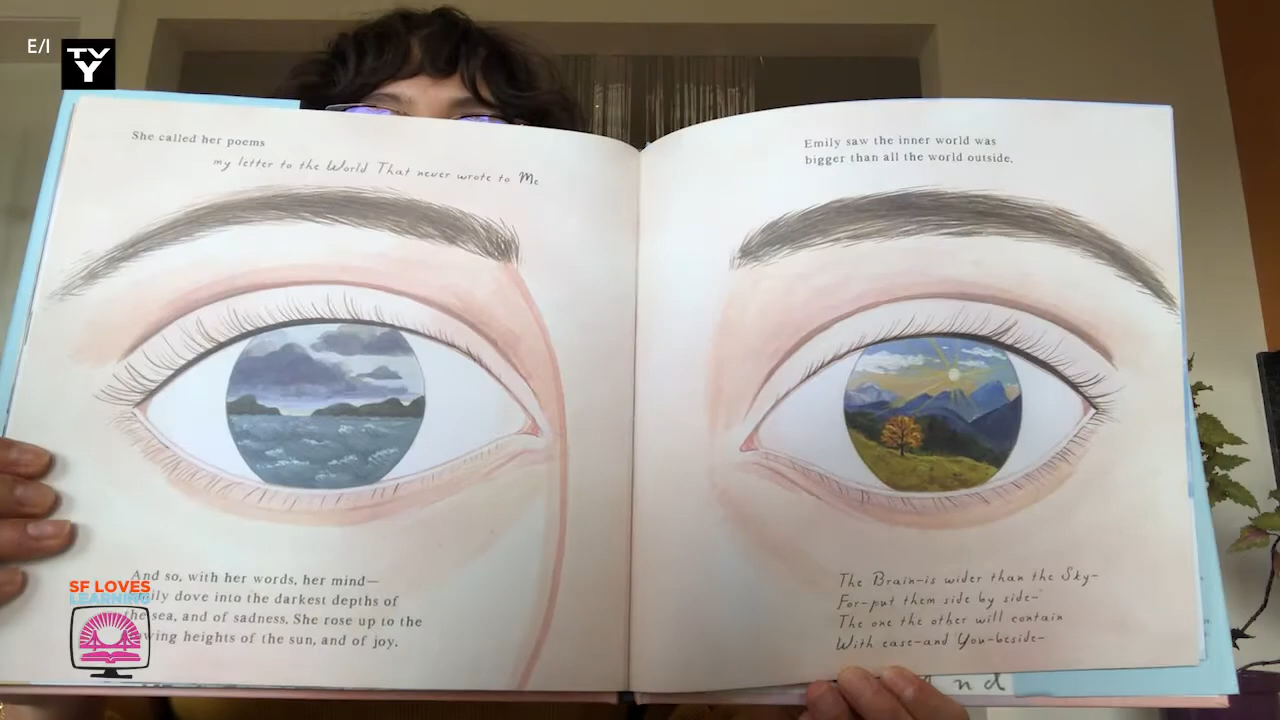 E/I
TV
Y
She called her poems
my letter to the World That never wrote to Me
And so, with her words, her mind—
dove into the darkest depths of
the sea, and of sadness. She rose up to the
heights of the sun, and of joy.
SF LOVES
LEARNING
Emily saw the inner world was
bigger than all the world outside.
The Brain—is wider than the Sky—
For—put them side by side—
The one the other will contain
With ease—and You—beside—
nd